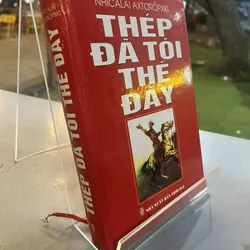 NHICALAI AXTƠRỐPXKI
THÉP
ĐÃ TÔI
THẾ
ĐẤY
THÉP ĐÃ TÔI THẾ ĐẤY